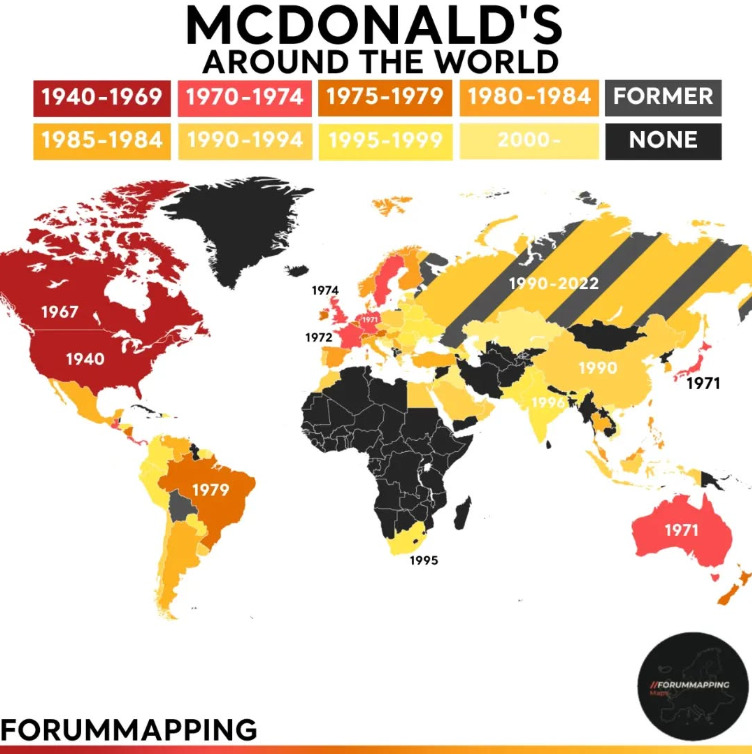 MCDONALD'S
AROUND THE WORLD
1940-1969 1970-1974 1975-1979 1980-1984 FORMER
1985-1984 1990-1994 1995-1999 2000- NONE
1974
1990-2022
1967
1971
1972
1940
1990
1971
1996
1979
1971
1995
//FORUMMAPPING
Maps
FORUMMAPPING